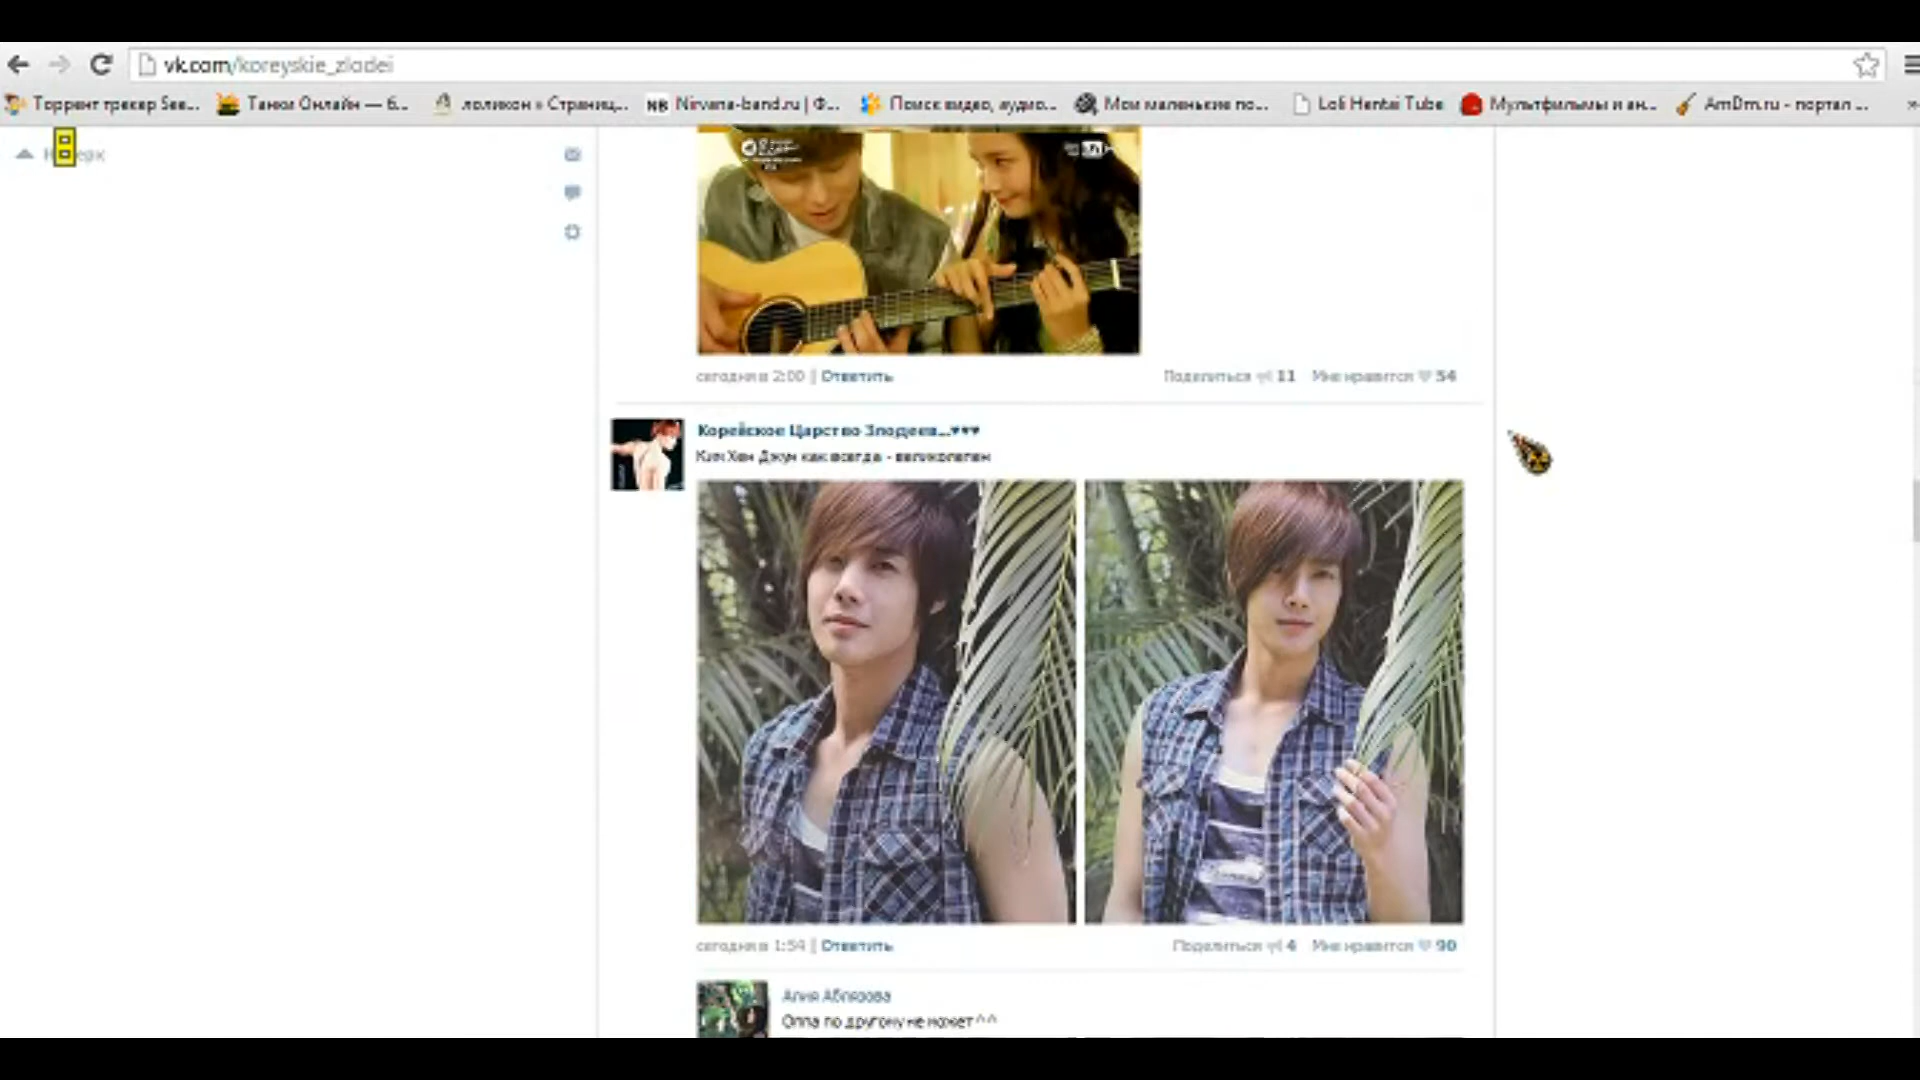 vk.com/koreyskie_zlodei
Торрент трекер See...
Танки Онлайн — б...
лоликон » Страниц...
Nirvana-band.ru | Ф...
Поиск видео, аудио...
Мои маленькие по...
Loli Hentai Tube
Мультфильмы и ан...
AmDm.ru - портал ...
сегодня в 2:00 | Ответить
Поделиться 11 Мне нравится 54
Корейское Царство Злодеев...♥♥♥
Ким Хен Джун как всегда - великолепен
сегодня в 1:54 | Ответить
Поделиться 4 Мне нравится 90
Алия Аблязова
Оппа по другому не может^^